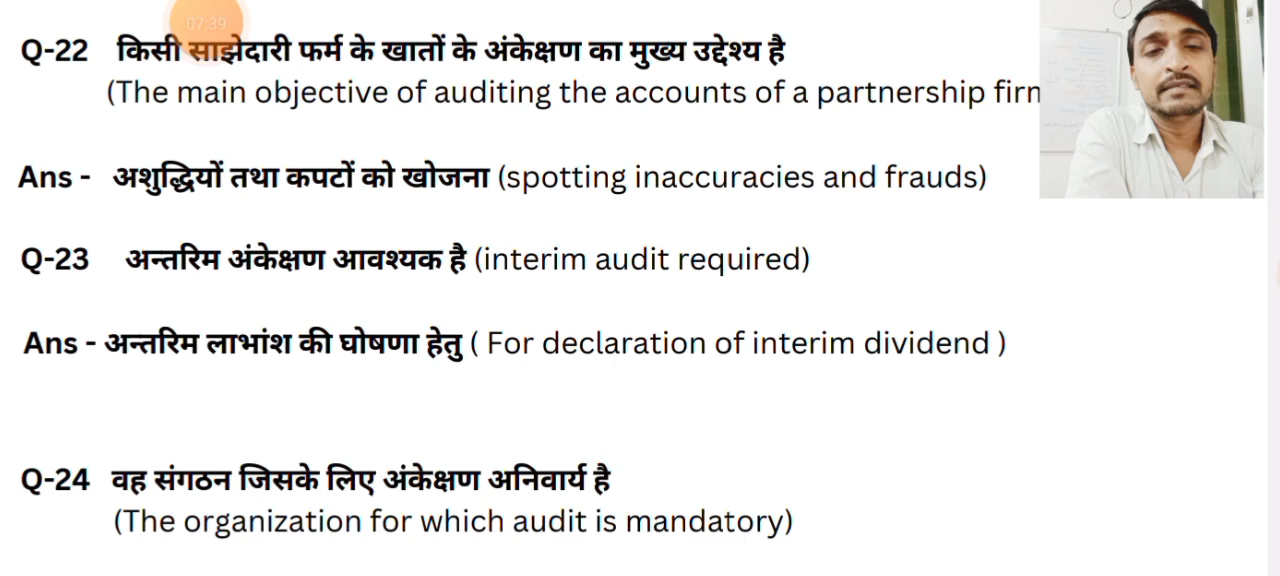 07:39
Q-22 किसी साझेदारी फर्म के खातों के अंकेक्षण का मुख्य उद्देश्य है
(The main objective of auditing the accounts of a partnership
Ans - अशुद्धियों तथा कपटों को खोजना (spotting inaccuracies and frauds)
Q-23 अन्तरिम अंकेक्षण आवश्यक है (interim audit required)
Ans - अन्तरिम लाभांश की घोषणा हेतु ( For declaration of interim dividend )
Q-24 वह संगठन जिसके लिए अंकेक्षण अनिवार्य है
(The organization for which audit is mandatory)